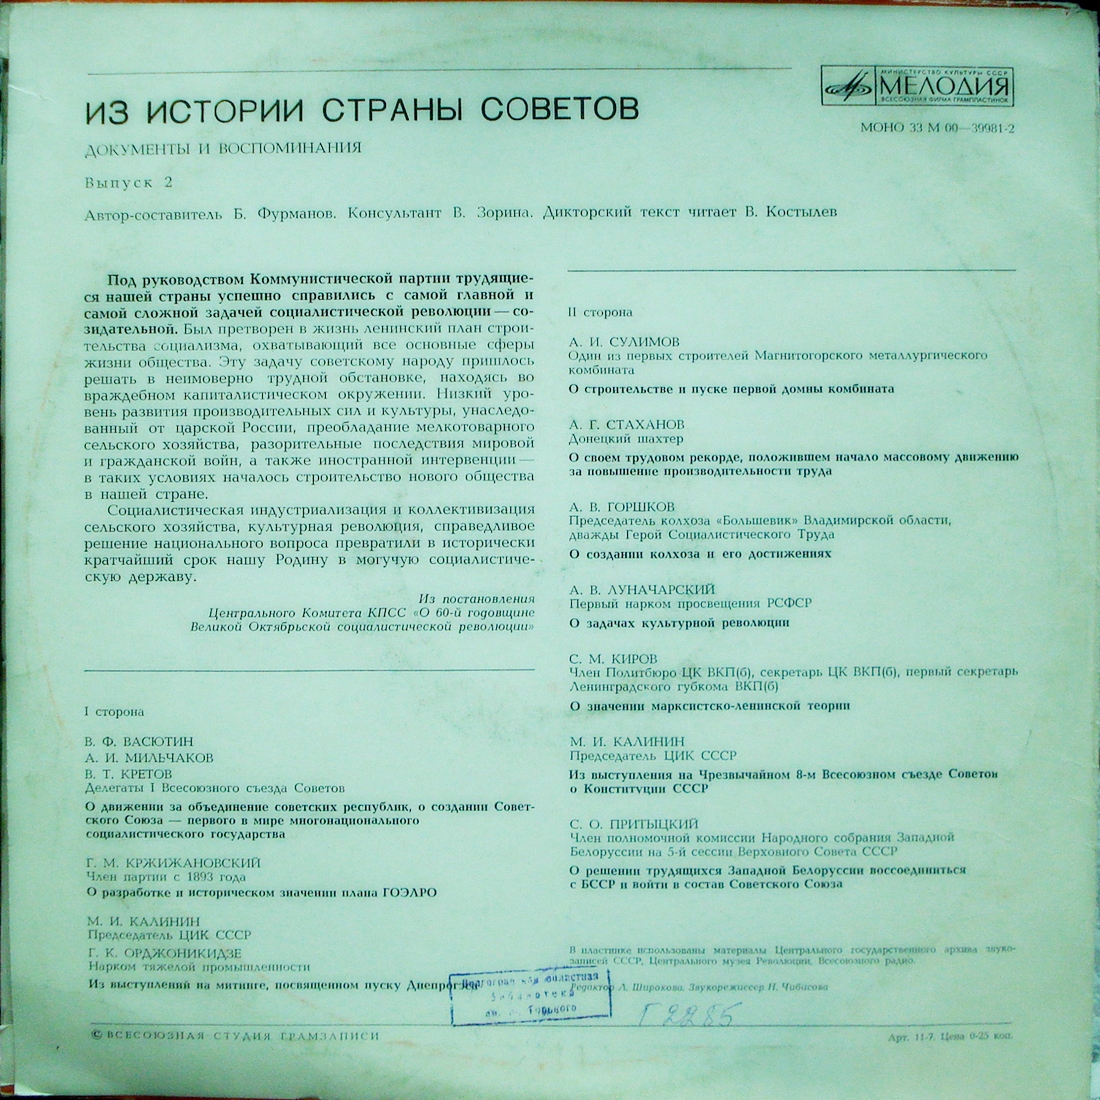 ИЗ ИСТОРИИ СТРАНЫ СОВЕТОВ
ДОКУМЕНТЫ И ВОСПОМИНАНИЯ
Выпуск 2
Автор-составитель Б. Фурманов. Консультант В. Зорина. Дикторский текст читает В. Костылев
МИНИСТЕРСТВО КУЛЬТУРЫ СССР
МЕЛОДИЯ
ВСЕСОЮЗНАЯ ФИРМА ГРАМПЛАСТИНОК
МОНО 33 М 00—39981-2
Под руководством Коммунистической партии трудящие-
ся нашей страны успешно справились с самой главной и
самой сложной задачей социалистической революции — со-
зидательной. Был претворен в жизнь ленинский план строи-
тельства социализма, охватывающий все основные сферы
жизни общества. Эту задачу советскому народу пришлось
решать в неимоверно трудной обстановке, находясь во
враждебном капиталистическом окружении. Низкий уро-
вень развития производительных сил и культуры, унаследо-
ванный от царской России, преобладание мелкотоварного
сельского хозяйства, разорительные последствия мировой
и гражданской войн, а также иностранной интервенции —
в таких условиях началось строительство нового общества
в нашей стране.
Социалистическая индустриализация и коллективизация
сельского хозяйства, культурная революция, справедливое
решение национального вопроса превратили в исторически
кратчайший срок нашу Родину в могучую социалистиче-
скую державу.
Из постановления
Центрального Комитета КПСС «О 60-й годовщине
Великой Октябрьской социалистической революции»
I сторона
В. Ф. ВАСЮТИН
А. И. МИЛЬЧАКОВ
В. Т. КРЕТОВ
Делегаты I Всесоюзного съезда Советов
О движении за объединение советских республик, о создании Совет-
ского Союза — первого в мире многонационального
социалистического государства
Г. М. КРЖИЖАНОВСКИЙ
Член партии с 1893 года
О разработке и историческом значении плана ГОЭЛРО
М. И. КАЛИНИН
Председатель ЦИК СССР
Г. К. ОРДЖОНИКИДЗЕ
Нарком тяжелой промышленности
Из выступлений на митинге, посвященном пуску Днепрогэса
II сторона
А. И. СУЛИМОВ
Один из первых строителей Магнитогорского металлургического
комбината
О строительстве и пуске первой домны комбината
А. Г. СТАХАНОВ
Донецкий шахтер
О своем трудовом рекорде, положившем начало массовому движению
за повышение производительности труда
А. В. ГОРШКОВ
Председатель колхоза «Большевик» Владимирской области,
дважды Герой Социалистического Труда
О создании колхоза и его достижениях
А. В. ЛУНАЧАРСКИЙ
Первый нарком просвещения РСФСР
О задачах культурной революции
С. М. КИРОВ
Член Политбюро ЦК ВКП(б), секретарь ЦК ВКП(б), первый секретарь
Ленинградского губкома ВКП(б)
О значении марксистско-ленинской теории
М. И. КАЛИНИН
Председатель ЦИК СССР
Из выступления на Чрезвычайном 8-м Всесоюзном съезде Советов
о Конституции СССР
С. О. ПРИТЫЦКИЙ
Член полномочной комиссии Народного собрания Западной
Белоруссии на 5-й сессии Верховного Совета СССР
О решении трудящихся Западной Белоруссии воссоединиться
с БССР и войти в состав Советского Союза
В пластинке использованы материалы Центрального государственного архива звуко-
записей СССР, Центрального музея Революции, Всесоюзного радио.
Редактор Л. Широкова. Звукорежиссер Н. Чибисова
областная
библиотека
им. Горького
Г 2285
© ВСЕСОЮЗНАЯ СТУДИЯ ГРАМЗАПИСИ
Арт. 11-7. Цена 0-25 коп.